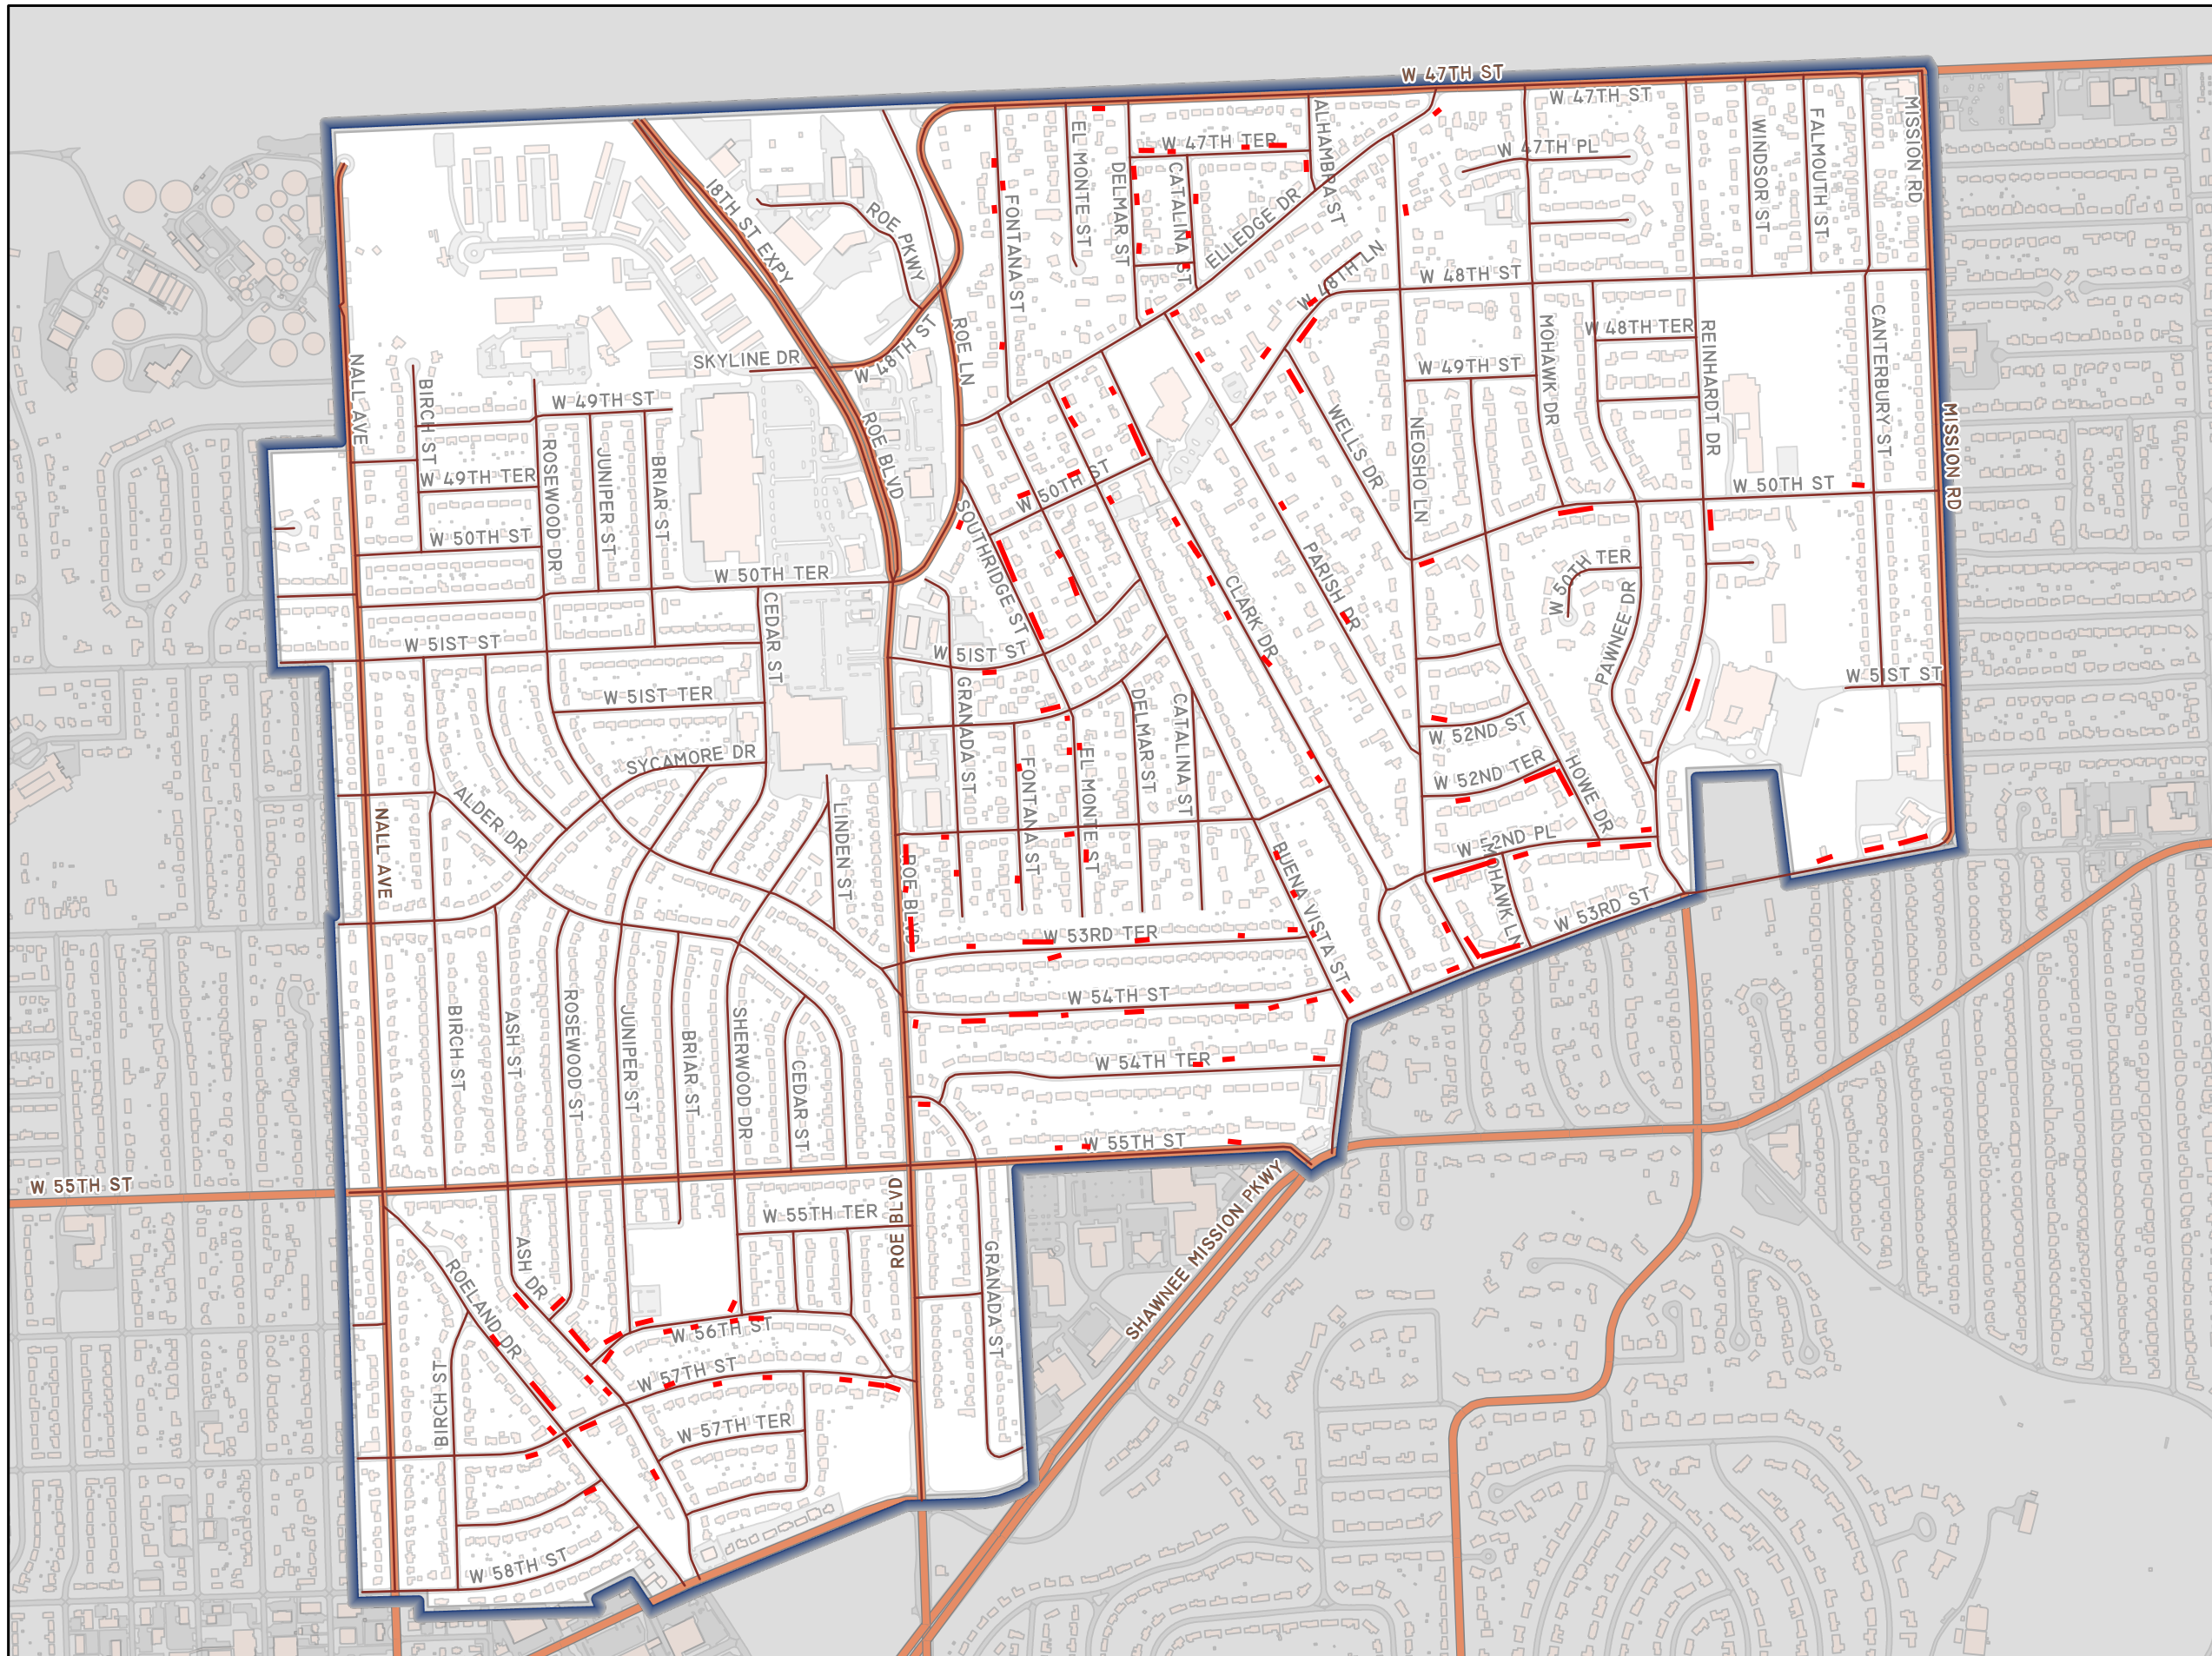 W 47TH ST
W 47TH ST
MISSION RD
FALMOUTH ST
WINDSOR ST
ALHAMBRA ST
W 47TH TER
EL MONTE ST
DELMAR ST
CATALINA ST
FONTANA ST
W 47TH PL
ELLEDGE DR
18TH ST EXPY
ROE PKWY
W 48TH LN
W 48TH ST
W 48TH ST
ROE LN
SKYLINE DR
MOHAWK DR
W 48TH TER
REINHARDT DR
CANTERBURY ST
NALL AVE
BIRCH ST
W 49TH ST
W 49TH ST
ROE BLVD
WELLS DR
NEOSHO LN
MISSION RD
ROSEWOOD DR
JUNIPER ST
BRIAR ST
W 49TH TER
W 50TH ST
W 50TH ST
W 50TH ST
SOUTHRIDGE ST
W 50TH TER
W 50TH TER
PARISH DR
CLARK DR
PAWNEE DR
CEDAR ST
W 51ST ST
W 51ST ST
W 51ST ST
W 51ST TER
GRANADA ST
DELMAR ST
CATALINA ST
W 52ND ST
SYCAMORE DR
FONTANA ST
EL MONTE ST
W 52ND TER
HOWE DR
ALDER DR
NALL AVE
LINDEN ST
ROE BLVD
BUENA VISTA ST
W 52ND PL
MOHAWK LN
W 53RD ST
W 53RD TER
W 54TH ST
BIRCH ST
ASH ST
ROSEWOOD ST
JUNIPER ST
BRIAR ST
SHERWOOD DR
CEDAR ST
W 54TH TER
W 55TH ST
W 55TH ST
W 55TH TER
ROE BLVD
SHAWNEE MISSION PKWY
GRANADA ST
ASH DR
ROELAND DR
W 56TH ST
BIRCH ST
W 57TH ST
W 57TH TER
W 58TH ST